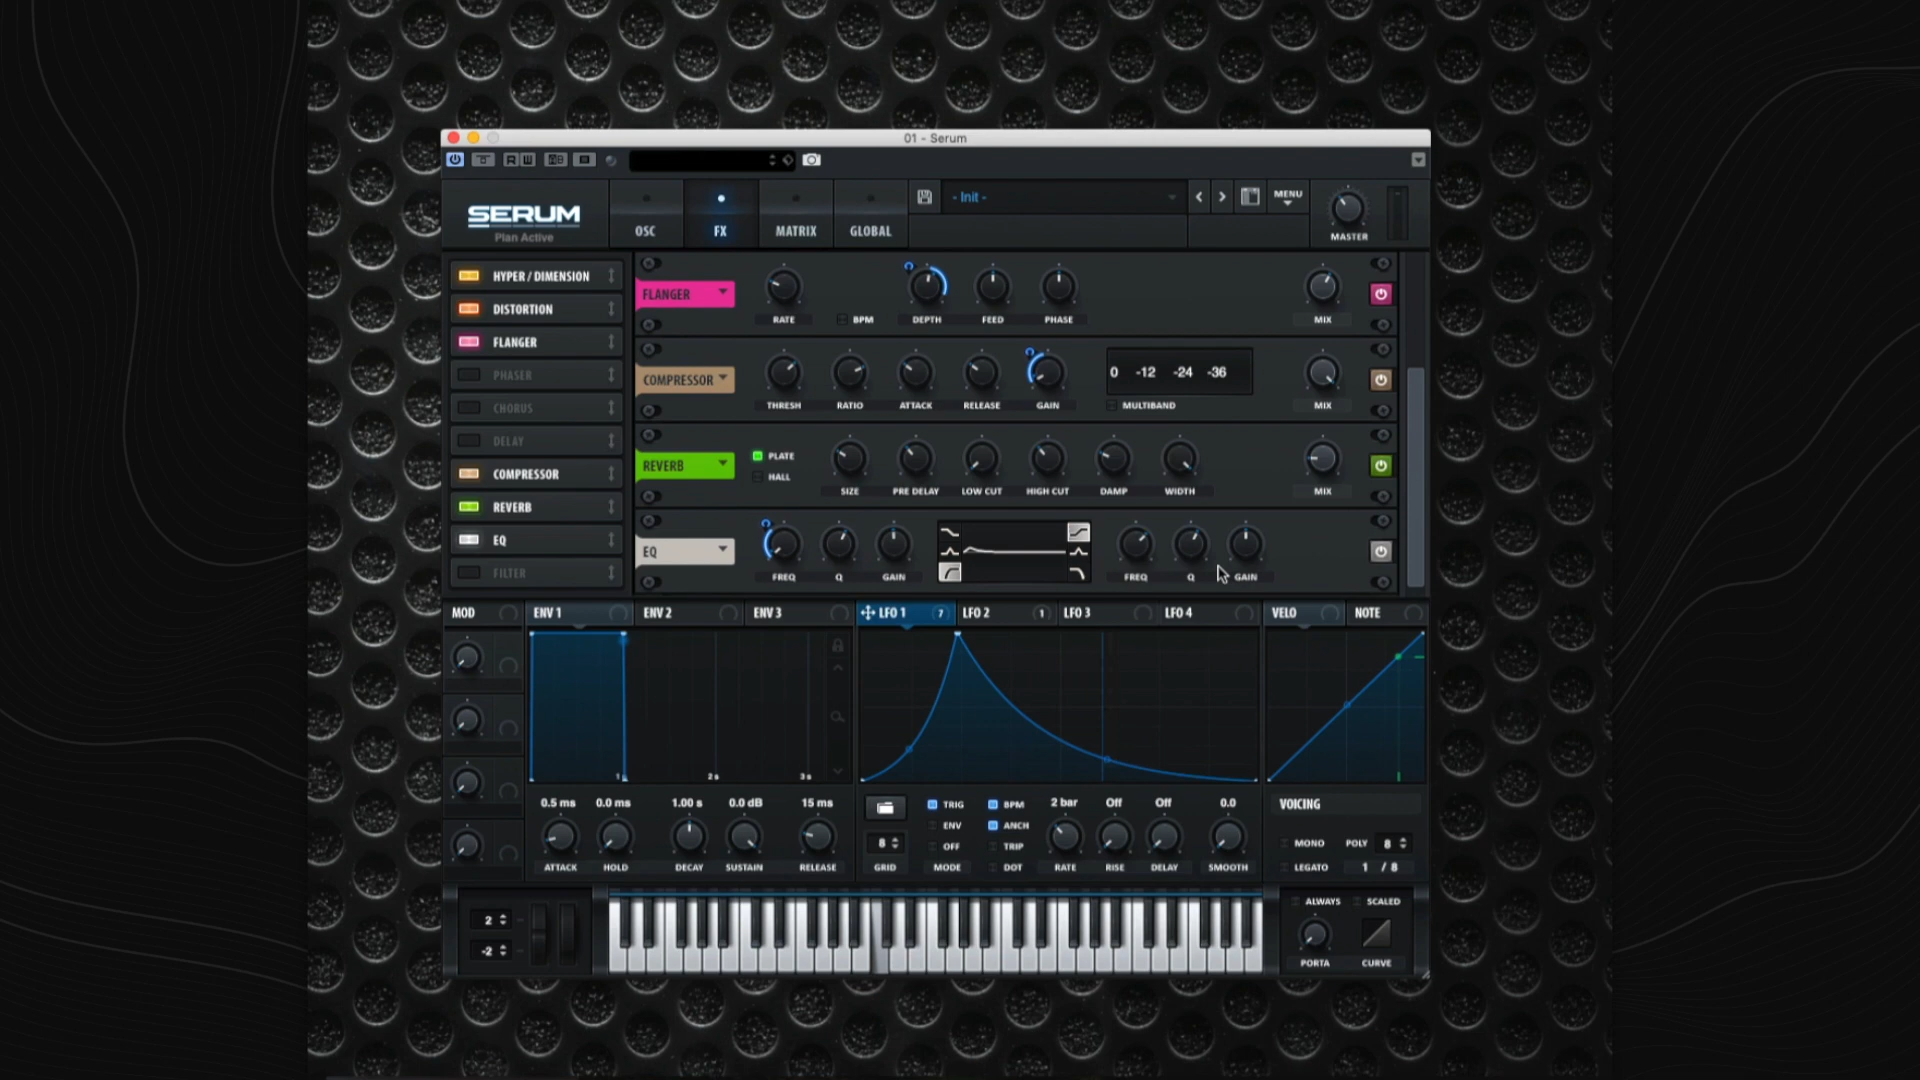 01 - Serum
R W
SERUM
Plan Active
OSC
FX
MATRIX
GLOBAL
- Init -
MENU
MASTER
HYPER / DIMENSION
DISTORTION
FLANGER
PHASER
CHORUS
DELAY
COMPRESSOR
REVERB
EQ
FILTER
FLANGER
RATE
BPM
DEPTH
FEED
PHASE
MIX
COMPRESSOR
THRESH
RATIO
ATTACK
RELEASE
GAIN
0 -12 -24 -36
MULTIBAND
MIX
REVERB
PLATE
HALL
SIZE
PRE DELAY
LOW CUT
HIGH CUT
DAMP
WIDTH
MIX
EQ
FREQ
Q
GAIN
FREQ
Q
GAIN
MOD
ENV 1
ENV 2
ENV 3
LFO 1
7
LFO 2
1
LFO 3
LFO 4
VELO
NOTE
1
2s
3s
0.5 ms
0.0 ms
1.00 s
0.0 dB
15 ms
ATTACK
HOLD
DECAY
SUSTAIN
RELEASE
8
GRID
TRIG
ENV
OFF
MODE
BPM
ANCH
TRIP
DOT
2 bar
Off
Off
0.0
RATE
RISE
DELAY
SMOOTH
VOICING
MONO
POLY
8
LEGATO
1 / 8
2
-2
ALWAYS
SCALED
PORTA
CURVE